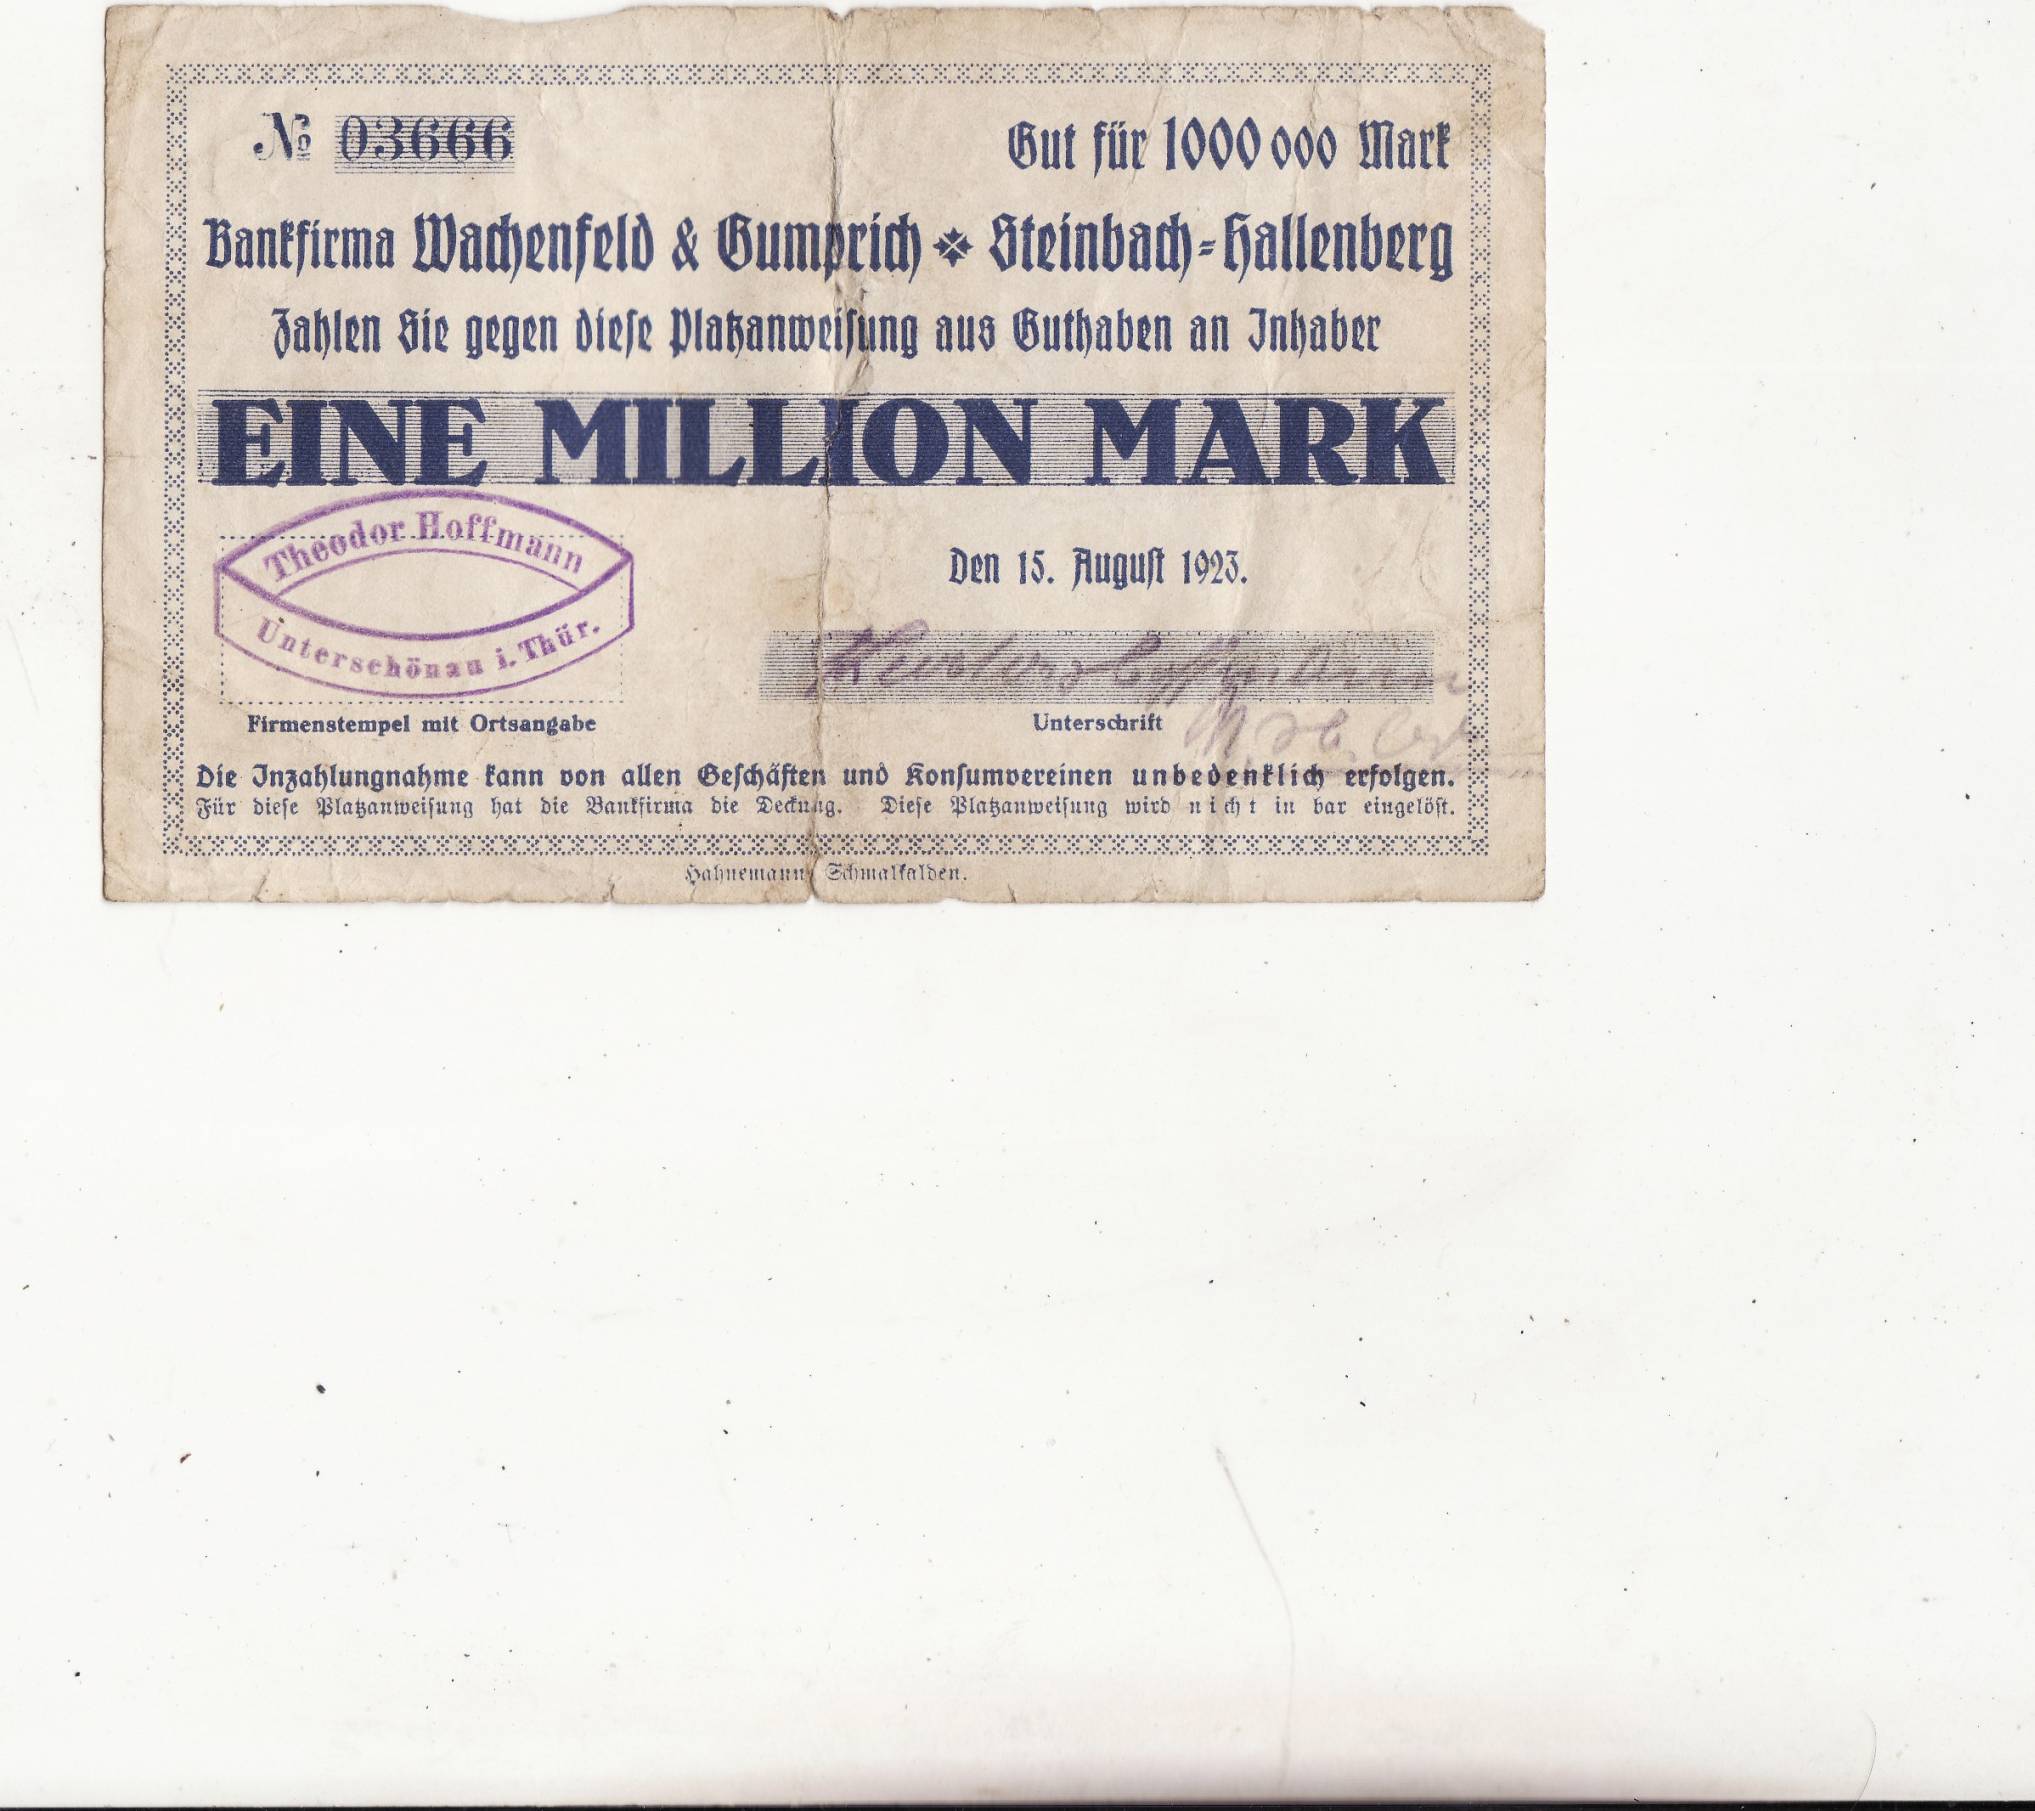 № 03666
Gut für 1000 000 Mark
Bankfirma Wachenfeld & Gumprich ❖ Steinbach-Hallenberg
Zahlen Sie gegen diese Platzanweisung aus Guthaben an Inhaber
EINE MILLION MARK
Theodor Hoffmann
Unterschönau i. Thür.
Den 15. August 1923.
Firmenstempel mit Ortsangabe
Unterschrift
Die Inzahlungnahme kann von allen Geschäften und Konsumvereinen unbedenklich erfolgen.
Für diese Platzanweisung hat die Bankfirma die Deckung. Diese Platzanweisung wird nicht in bar eingelöst.
Hahnemann, Schmalkalden.